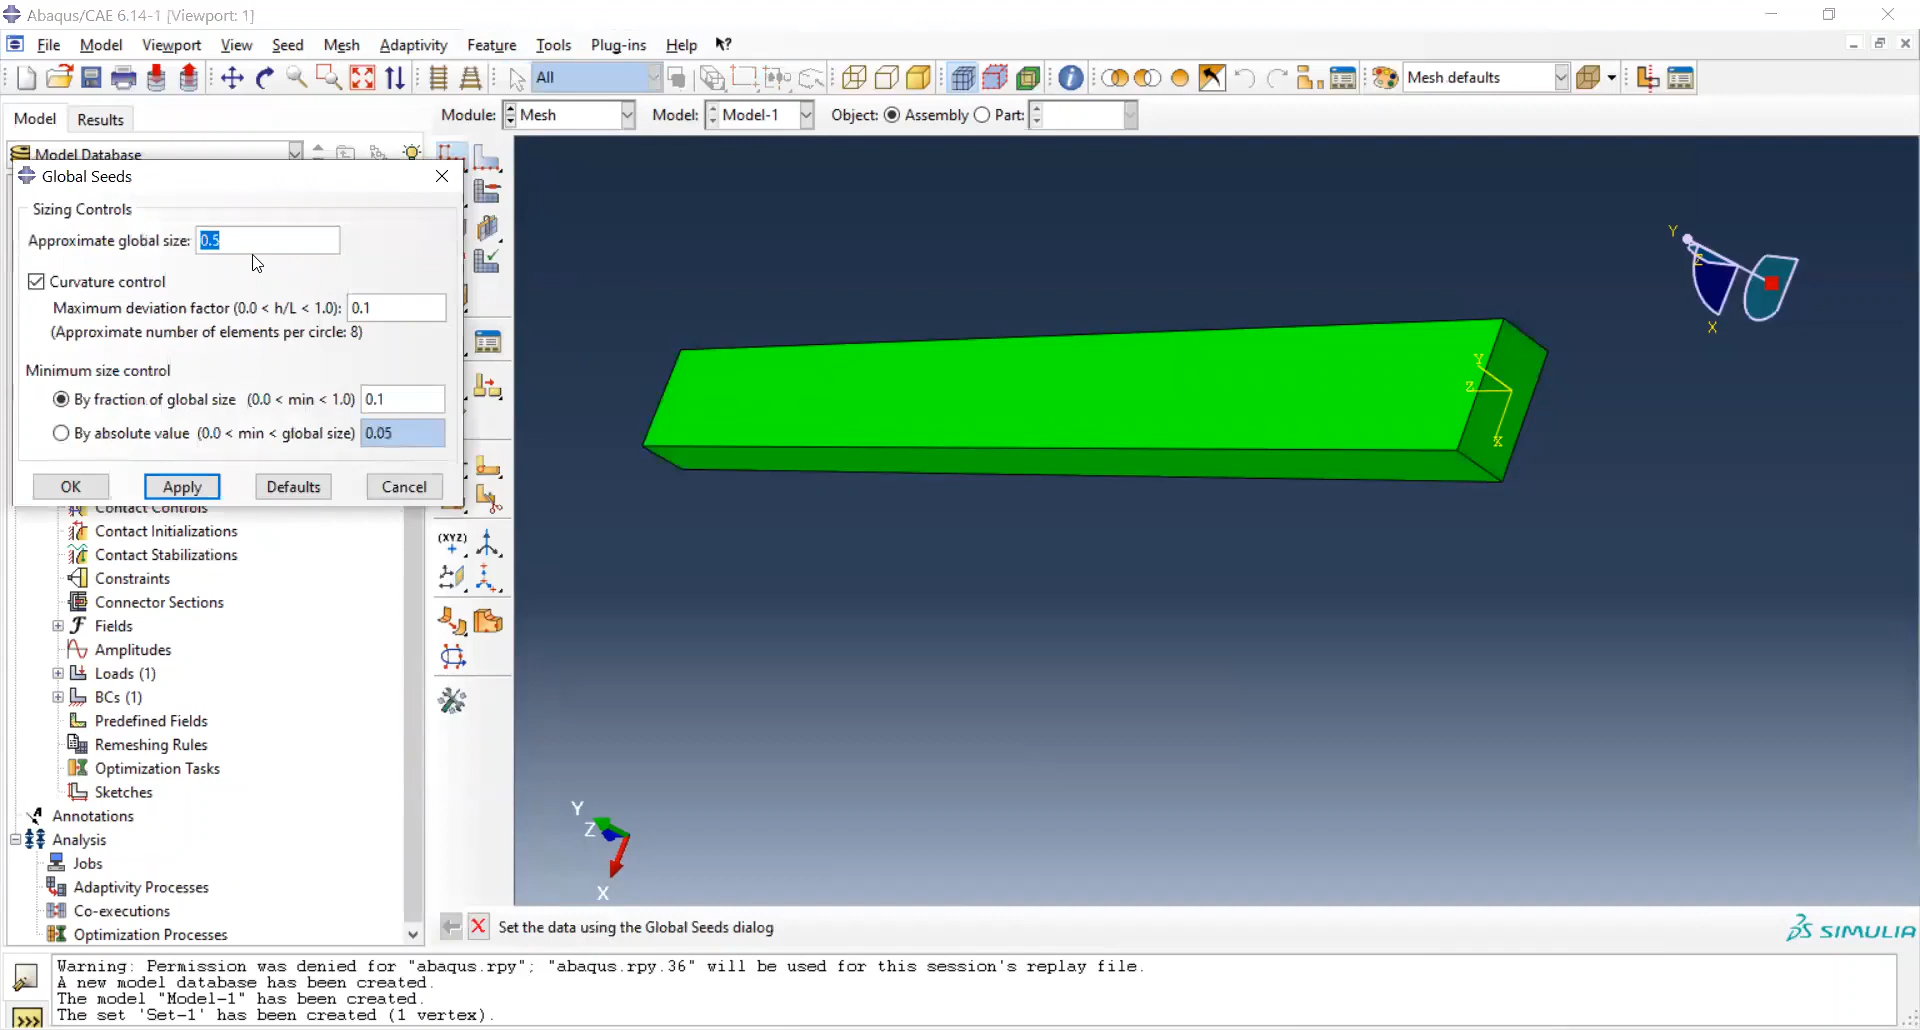 Abaqus/CAE 6.14-1 [Viewport: 1]
File Model Viewport View Seed Mesh Adaptivity Feature Tools Plug-ins Help
All Mesh defaults
Model Results Module: Mesh Model: Model-1 Object: Assembly Part:
Model Database
Global Seeds
Sizing Controls
Approximate global size: 0.5
Curvature control
Maximum deviation factor (0.0 < h/L < 1.0): 0.1
(Approximate number of elements per circle: 8)
Minimum size control
By fraction of global size (0.0 < min < 1.0) 0.1
By absolute value (0.0 < min < global size) 0.05
OK Apply Defaults Cancel
Contact Controls
Contact Initializations
Contact Stabilizations
Constraints
Connector Sections
Fields
Amplitudes
Loads (1)
BCs (1)
Predefined Fields
Remeshing Rules
Optimization Tasks
Sketches
Annotations
Analysis
Jobs
Adaptivity Processes
Co-executions
Optimization Processes
(XYZ)
Y
Z
X
Y
Z
X
Y
Z
X
Set the data using the Global Seeds dialog
SIMULIA
Warning: Permission was denied for "abaqus.rpy"; "abaqus.rpy.36" will be used for this session's replay file.
A new model database has been created.
The model "Model-1" has been created.
The set 'Set-1' has been created (1 vertex).
>>>